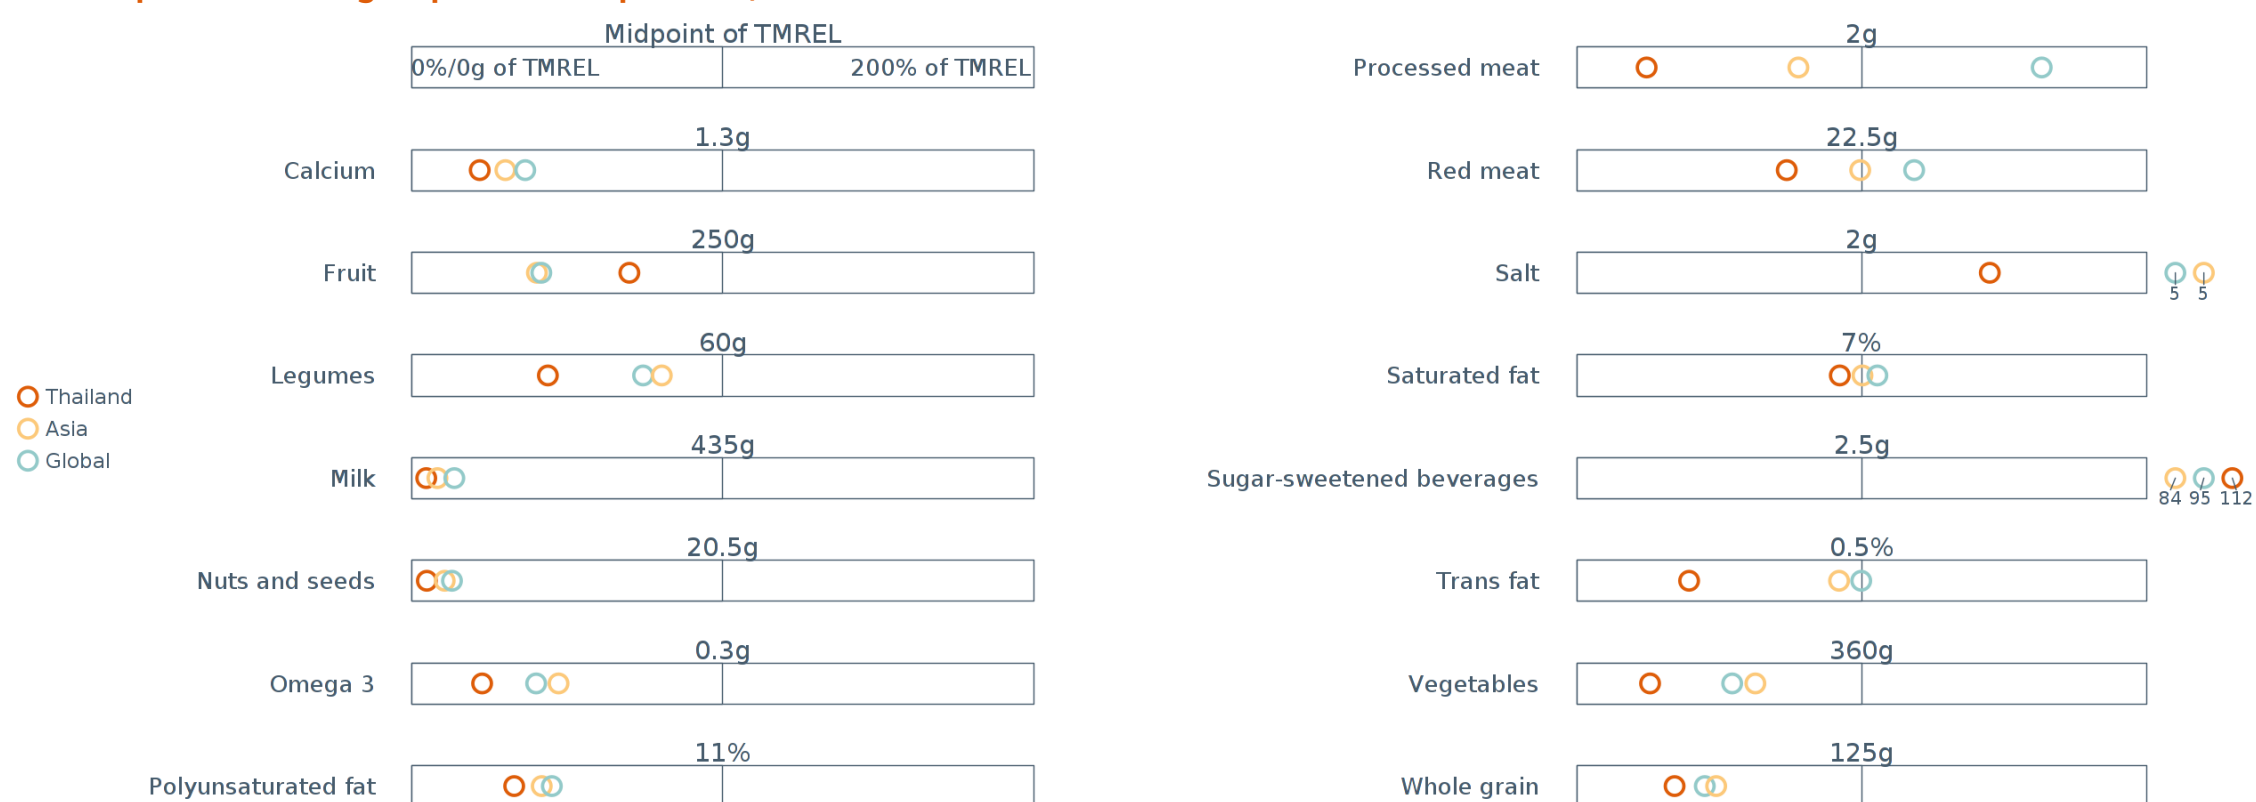 Midpoint of TMREL
0%/0g of TMREL
200% of TMREL
1.3g
Calcium
250g
Fruit
60g
Legumes
Thailand
Asia
Global
435g
Milk
20.5g
Nuts and seeds
0.3g
Omega 3
11%
Polyunsaturated fat
2g
Processed meat
22.5g
Red meat
2g
Salt
5 5
7%
Saturated fat
2.5g
Sugar-sweetened beverages
84 95 112
0.5%
Trans fat
360g
Vegetables
125g
Whole grain